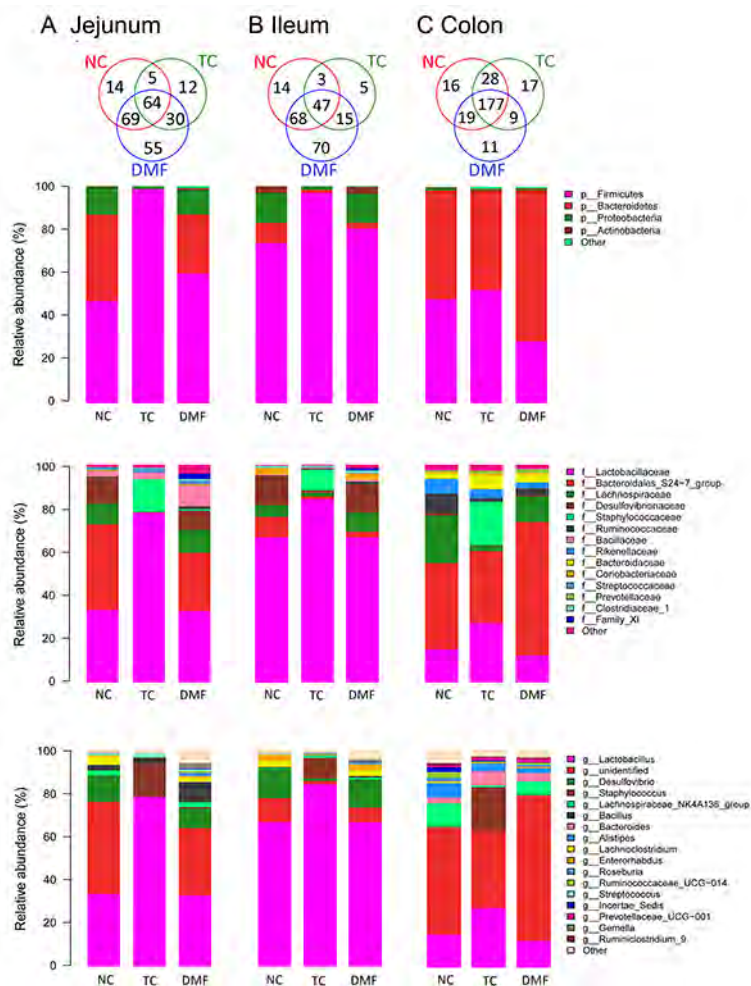 A Jejunum B Ileum C Colon
NC 14 5 12 TC
64
69 30
55
DMF
NC 14 3 5 TC
47
68 15
70
DMF
NC 16 28 17 TC
177
19 9
11
DMF
Relative abundance (%)
100
80
60
40
20
0
NC TC DMF NC TC DMF NC TC DMF
p__Firmicutes
p__Bacteroidetes
p__Proteobacteria
p__Actinobacteria
Other
Relative abundance (%)
100
80
60
40
20
0
NC TC DMF NC TC DMF NC TC DMF
f__Lactobacillaceae
f__Bacteroidales_S24-7_group
f__Lachnospiraceae
f__Desulfovibrionaceae
f__Staphylococcaceae
f__Ruminococcaceae
f__Bacillaceae
f__Rikenellaceae
f__Bacteroidaceae
f__Coriobacteriaceae
f__Streptococcaceae
f__Prevotellaceae
f__Clostridiaceae_1
f__Family_XI
Other
Relative abundance (%)
100
80
60
40
20
0
NC TC DMF NC TC DMF NC TC DMF
g__Lactobacillus
g__unidentified
g__Desulfovibrio
g__Staphylococcus
g__Lachnospiraceae_NK4A136_group
g__Bacillus
g__Bacteroides
g__Alistipes
g__Lachnoclostridium
g__Enterorhabdus
g__Roseburia
g__Ruminococcaceae_UCG-014
g__Streptococcus
g__Incertae_Sedis
g__Prevotellaceae_UCG-001
g__Gemella
g__Ruminiclostridium_9
Other